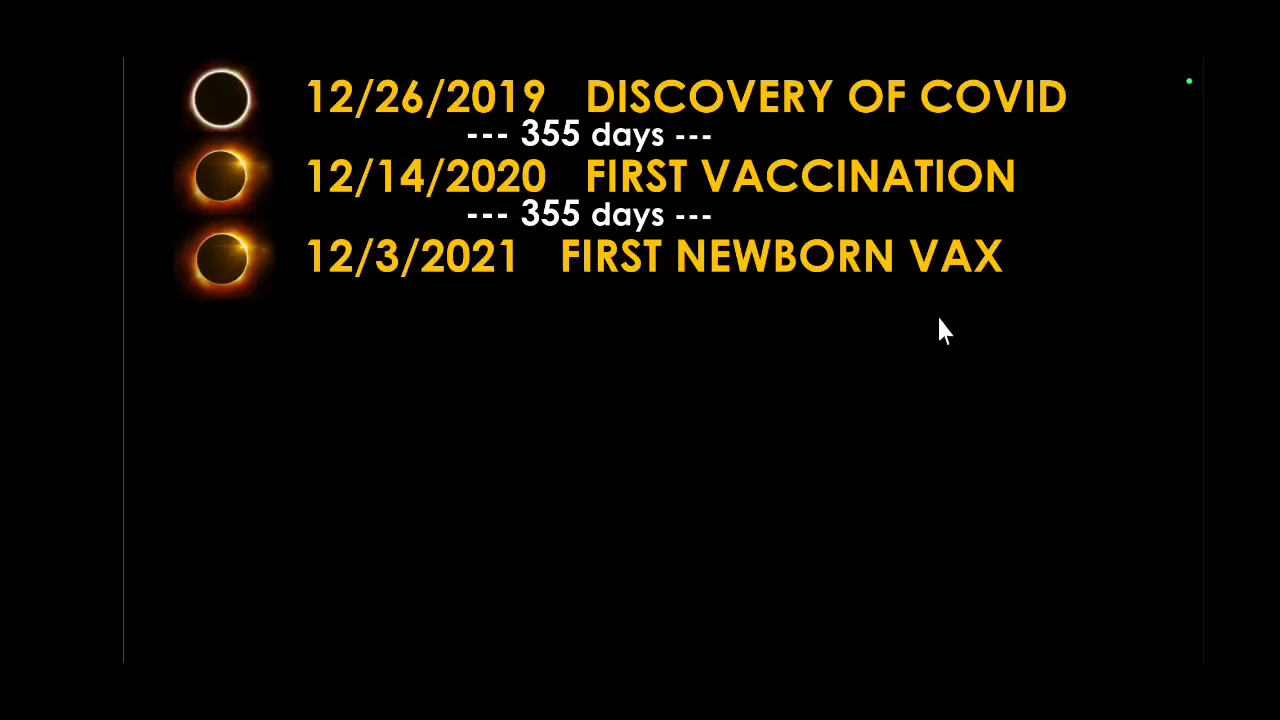 12/26/2019 DISCOVERY OF COVID
--- 355 days ---
12/14/2020 FIRST VACCINATION
--- 355 days ---
12/3/2021 FIRST NEWBORN VAX